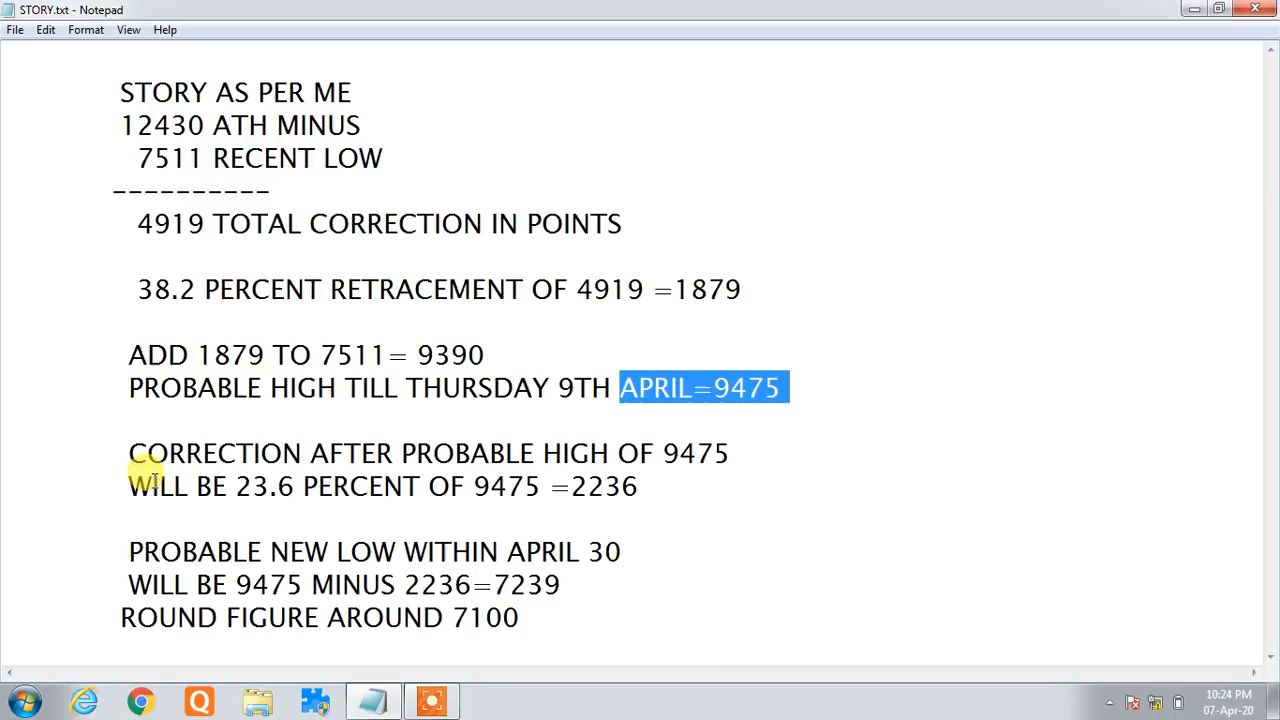 STORY.txt - Notepad
File Edit Format View Help
STORY AS PER ME
12430 ATH MINUS
7511 RECENT LOW
----------
4919 TOTAL CORRECTION IN POINTS
38.2 PERCENT RETRACEMENT OF 4919 =1879
ADD 1879 TO 7511= 9390
PROBABLE HIGH TILL THURSDAY 9TH APRIL=9475
CORRECTION AFTER PROBABLE HIGH OF 9475
WILL BE 23.6 PERCENT OF 9475 =2236
PROBABLE NEW LOW WITHIN APRIL 30
WILL BE 9475 MINUS 2236=7239
ROUND FIGURE AROUND 7100
10:24 PM
07-Apr-20